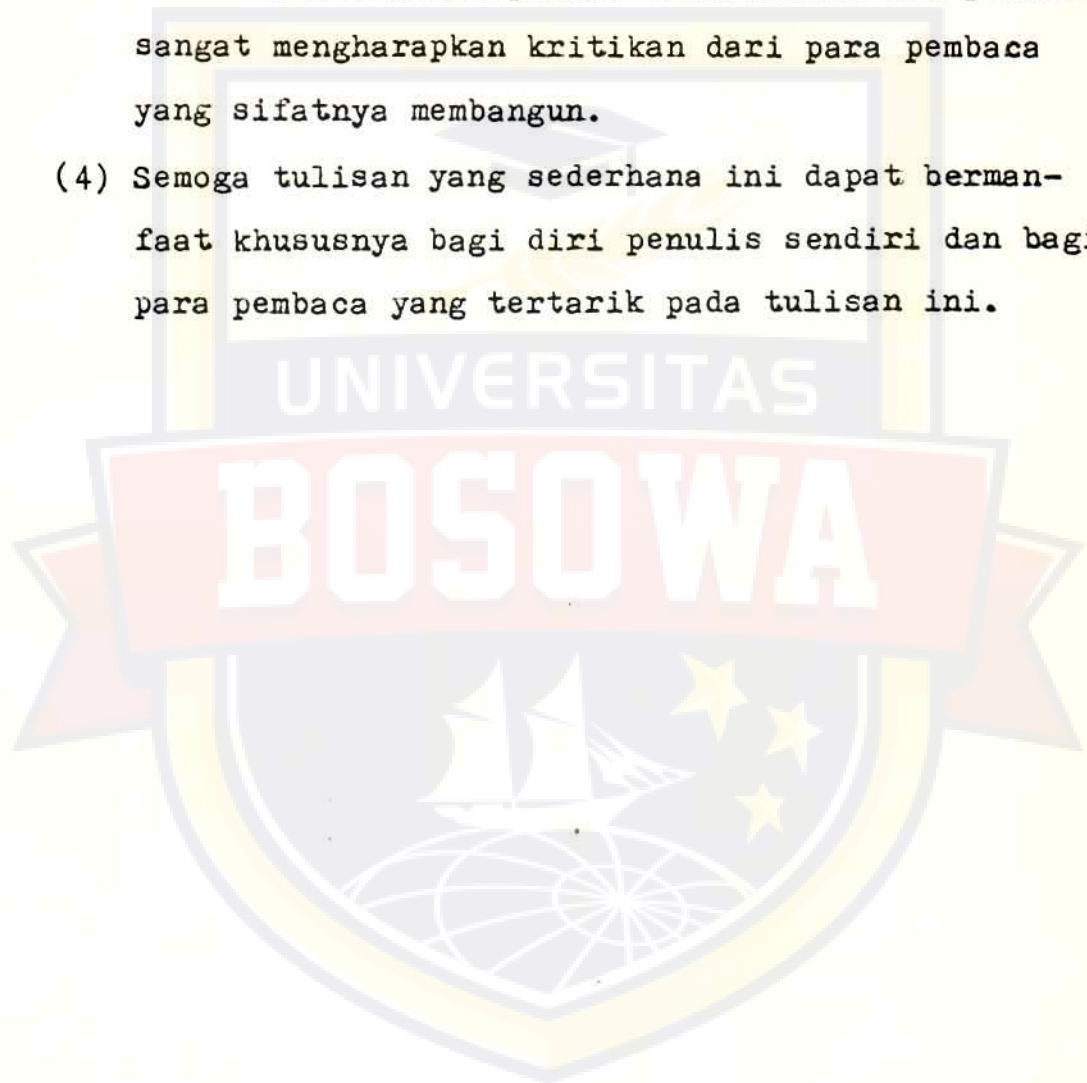 sangat mengharapkan kritikan dari para pembaca
yang sifatnya membangun.
(4) Semoga tulisan yang sederhana ini dapat berman-
faat khususnya bagi diri penulis sendiri dan bagi
para pembaca yang tertarik pada tulisan ini.
UNIVERSITAS
BOSOWA